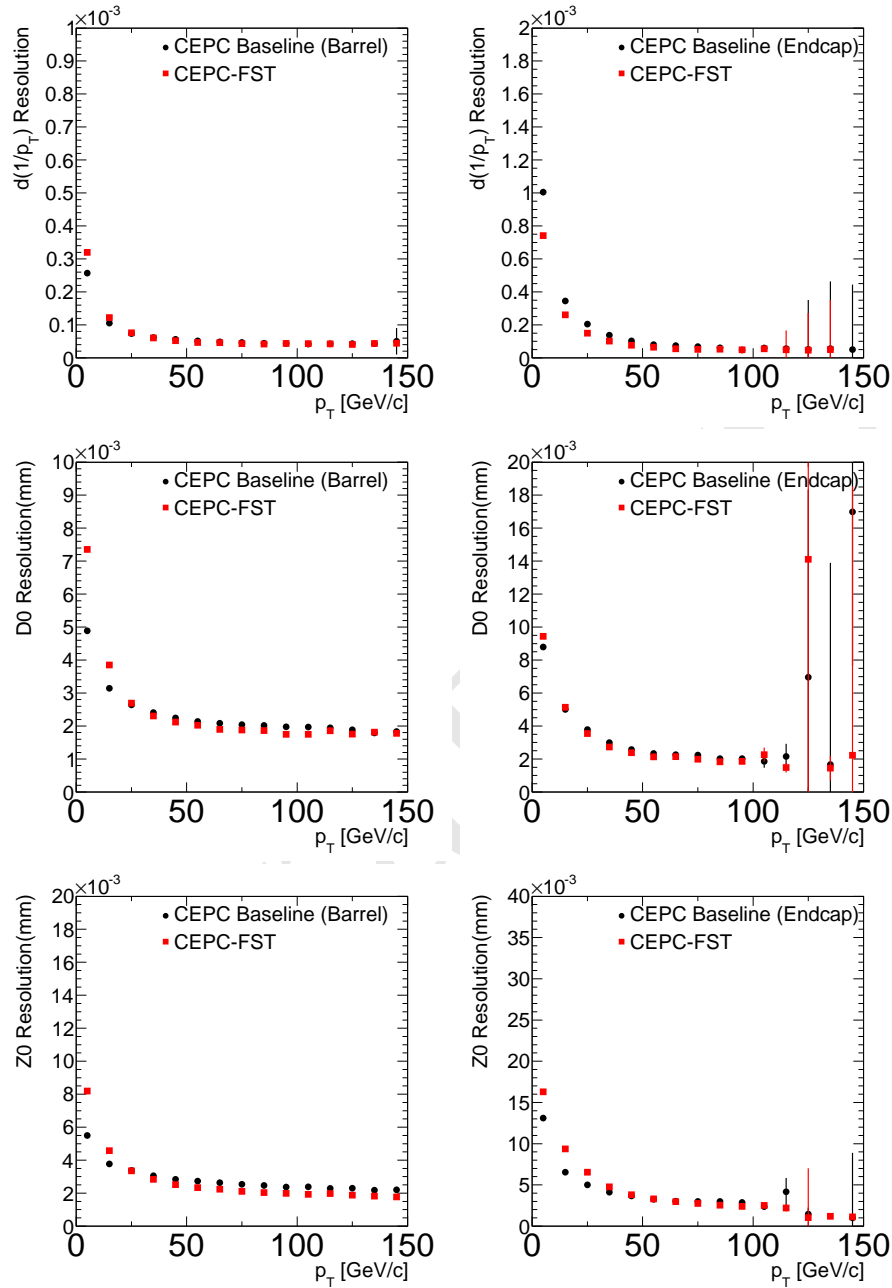 ×10⁻³
1
0.9
0.8
0.7
0.6
0.5
0.4
0.3
0.2
0.1
0
d(1/p_T) Resolution
CEPC Baseline (Barrel)
CEPC-FST
0 50 100 150
p_T [GeV/c]
×10⁻³
2
1.8
1.6
1.4
1.2
1
0.8
0.6
0.4
0.2
0
d(1/p_T) Resolution
CEPC Baseline (Endcap)
CEPC-FST
0 50 100 150
p_T [GeV/c]
×10⁻³
10
9
8
7
6
5
4
3
2
1
0
D0 Resolution(mm)
CEPC Baseline (Barrel)
CEPC-FST
0 50 100 150
p_T [GeV/c]
×10⁻³
20
18
16
14
12
10
8
6
4
2
0
D0 Resolution(mm)
CEPC Baseline (Endcap)
CEPC-FST
0 50 100 150
p_T [GeV/c]
×10⁻³
20
18
16
14
12
10
8
6
4
2
0
Z0 Resolution(mm)
CEPC Baseline (Barrel)
CEPC-FST
0 50 100 150
p_T [GeV/c]
×10⁻³
40
35
30
25
20
15
10
5
0
Z0 Resolution(mm)
CEPC Baseline (Endcap)
CEPC-FST
0 50 100 150
p_T [GeV/c]